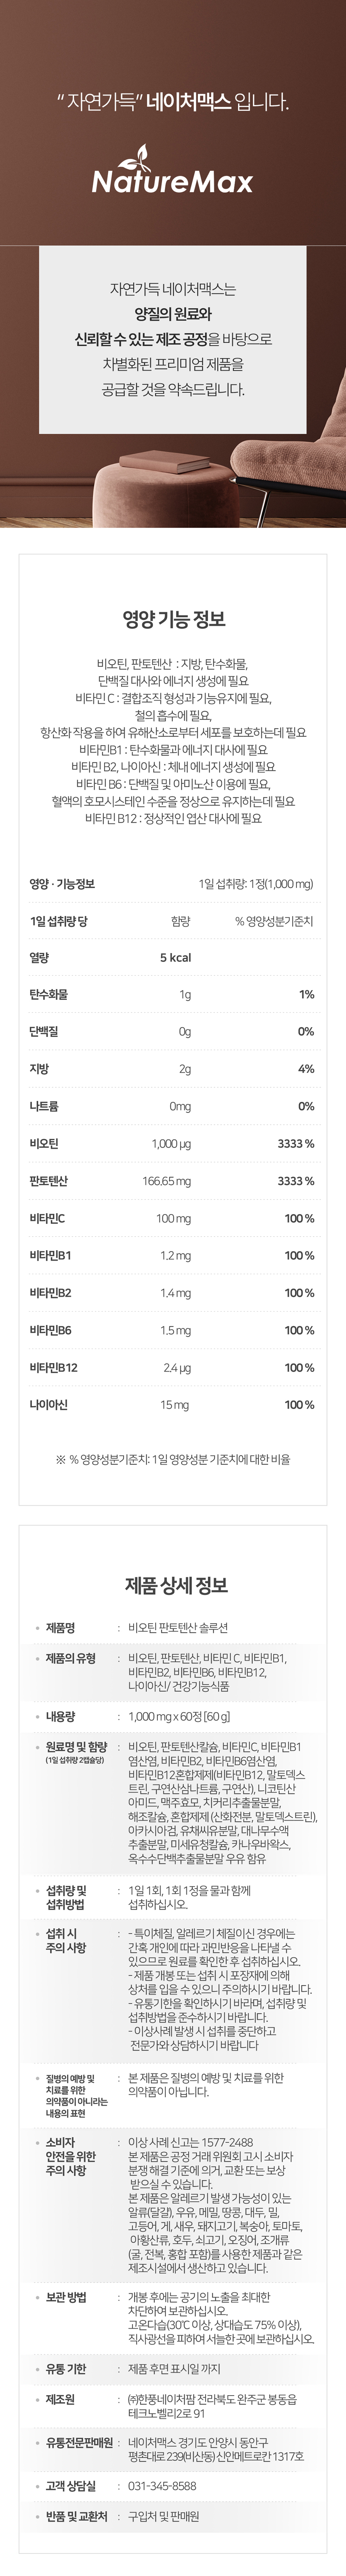 “ 자연가득” 네이처맥스 입니다.
NatureMax
자연가득 네이처맥스는
양질의 원료와
신뢰할 수 있는 제조 공정을 바탕으로
차별화된 프리미엄 제품을
공급할 것을 약속드립니다.
영양 기능 정보
비오틴, 판토텐산 : 지방, 탄수화물,
단백질 대사와 에너지 생성에 필요
비타민 C : 결합조직 형성과 기능유지에 필요,
철의 흡수에 필요,
항산화 작용을 하여 유해산소로부터 세포를 보호하는데 필요
비타민B1 : 탄수화물과 에너지 대사에 필요
비타민 B2, 나이아신 : 체내 에너지 생성에 필요
비타민 B6 : 단백질 및 아미노산 이용에 필요,
혈액의 호모시스테인 수준을 정상으로 유지하는데 필요
비타민 B12 : 정상적인 엽산 대사에 필요
영양 · 기능정보 1일 섭취량: 1정(1,000 mg)
1일 섭취량 당 함량 % 영양성분기준치
열량 5 kcal
탄수화물 1g 1%
단백질 0g 0%
지방 2g 4%
나트륨 0mg 0%
비오틴 1,000 μg 3333 %
판토텐산 166.65 mg 3333 %
비타민C 100 mg 100 %
비타민B1 1.2 mg 100 %
비타민B2 1.4 mg 100 %
비타민B6 1.5 mg 100 %
비타민B12 2.4 μg 100 %
나이아신 15 mg 100 %
※ % 영양성분기준치: 1일 영양성분 기준치에 대한 비율
제품 상세 정보
제품명 : 비오틴 판토텐산 솔루션
제품의 유형 : 비오틴, 판토텐산, 비타민 C, 비타민B1,
비타민B2, 비타민B6, 비타민B12,
나이아신/ 건강기능식품
내용량 : 1,000 mg x 60정 [60 g]
원료명 및 함량 : 비오틴, 판토텐산칼슘, 비타민C, 비타민B1
(1일 섭취량 2캡슐당) 염산염, 비타민B2, 비타민B6염산염,
비타민B12혼합제제(비타민B12, 말토덱스
트린, 구연산삼나트륨, 구연산), 니코틴산
아미드, 맥주효모, 치커리추출물분말,
해조칼슘, 혼합제제 (산화전분, 말토덱스트린),
아카시아검, 유채씨유분말, 대나무수액
추출분말, 미세유청칼슘, 카나우바왁스,
옥수수단백추출물분말 우유 함유
섭취량 및 : 1일 1회, 1회 1정을 물과 함께
섭취방법 섭취하십시오.
섭취 시 : - 특이체질, 알레르기 체질이신 경우에는
주의 사항 간혹 개인에 따라 과민반응을 나타낼 수
있으므로 원료를 확인한 후 섭취하십시오.
- 제품 개봉 또는 섭취 시 포장재에 의해
상처를 입을 수 있으니 주의하시기 바랍니다.
- 유통기한을 확인하시기 바라며, 섭취량 및
섭취방법을 준수하시기 바랍니다.
- 이상사례 발생 시 섭취를 중단하고
전문가와 상담하시기 바랍니다
질병의 예방 및 : 본 제품은 질병의 예방 및 치료를 위한
치료를 위한 의약품이 아닙니다.
의약품이 아니라는
내용의 표현
소비자 : 이상 사례 신고는 1577-2488
안전을 위한 본 제품은 공정 거래 위원회 고시 소비자
주의 사항 분쟁 해결 기준에 의거, 교환 또는 보상
받으실 수 있습니다.
본 제품은 알레르기 발생 가능성이 있는
알류(달걀), 우유, 메밀, 땅콩, 대두, 밀,
고등어, 게, 새우, 돼지고기, 복숭아, 토마토,
아황산류, 호두, 쇠고기, 오징어, 조개류
(굴, 전복, 홍합 포함)를 사용한 제품과 같은
제조시설에서 생산하고 있습니다.
보관 방법 : 개봉 후에는 공기의 노출을 최대한
차단하여 보관하십시오.
고온다습(30℃ 이상, 상대습도 75% 이상),
직사광선을 피하여 서늘한 곳에 보관하십시오.
유통 기한 : 제품 후면 표시일 까지
제조원 : ㈜한풍네이처팜 전라북도 완주군 봉동읍
테크노벨리2로 91
유통전문판매원 : 네이처맥스 경기도 안양시 동안구
평촌대로 239(비산동) 신안메트로칸 1317호
고객 상담실 : 031-345-8588
반품 및 교환처 : 구입처 및 판매원